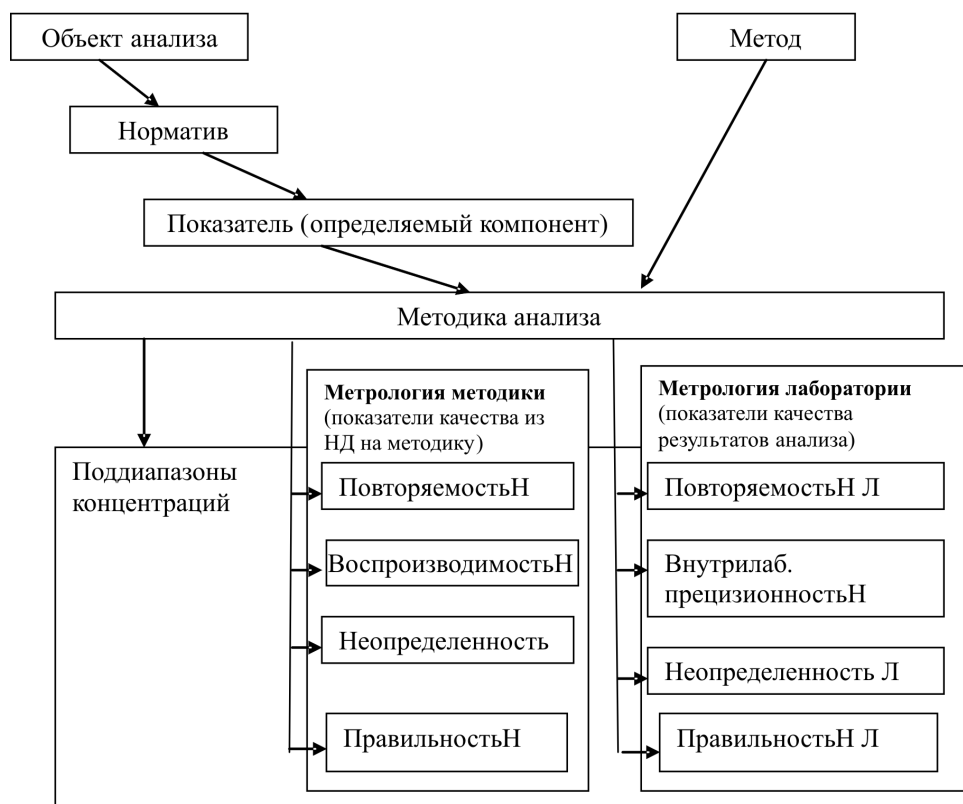 Объект анализа
Метод
Норматив
Показатель (определяемый компонент)
Методика анализа
Метрология методики
(показатели качества из
НД на методику)
Метрология лаборатории
(показатели качества
результатов анализа)
Поддиапазоны
концентраций
ПовторяемостьН
ВоспроизводимостьН
Неопределенность
ПравильностьН
ПовторяемостьН Л
Внутрилаб.
прецизионностьН
Неопределенность Л
ПравильностьН Л